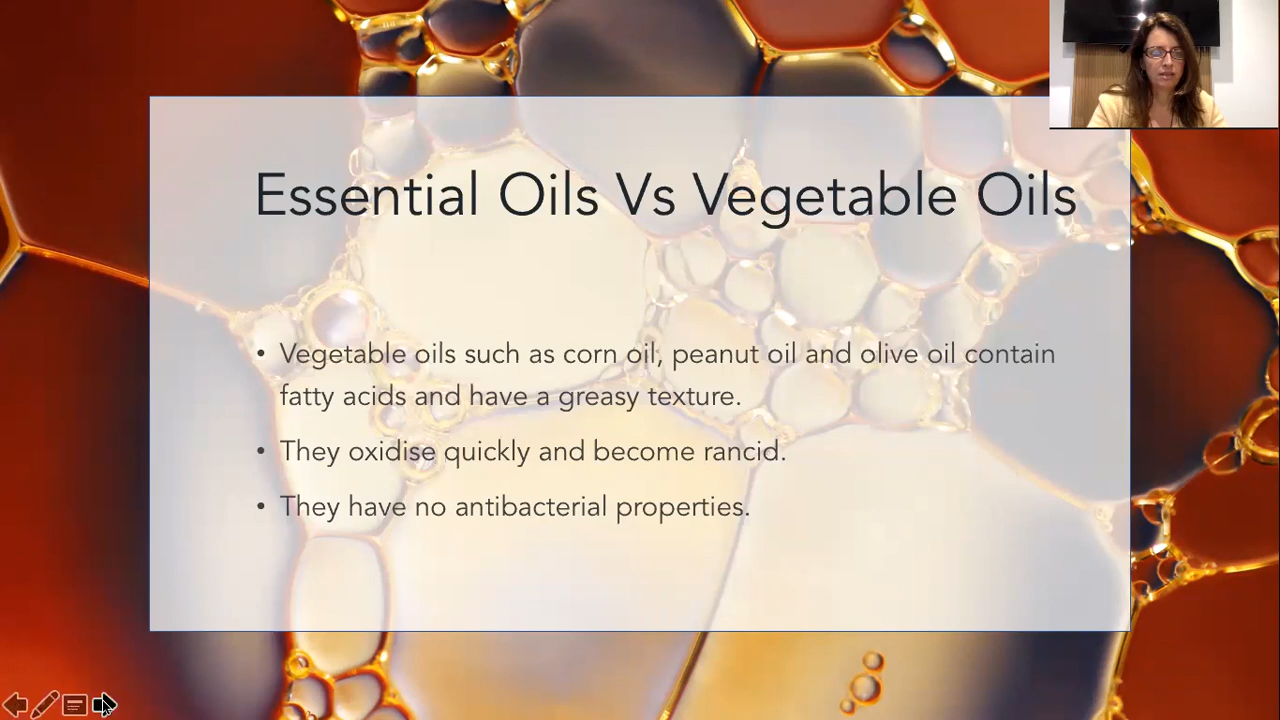 Essential Oils Vs Vegetable Oils
• Vegetable oils such as corn oil, peanut oil and olive oil contain
fatty acids and have a greasy texture.
• They oxidise quickly and become rancid.
• They have no antibacterial properties.